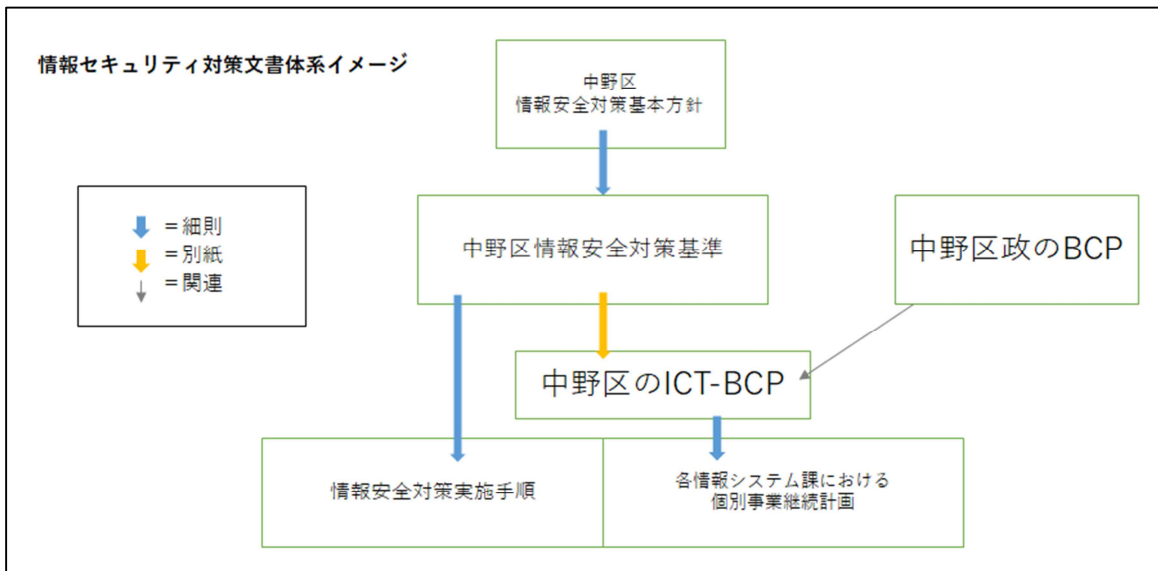 情報セキュリティ対策文書体系イメージ
中野区
情報安全対策基本方針
＝細則
＝別紙
＝関連
中野区情報安全対策基準
中野区政のBCP
中野区のICT-BCP
情報安全対策実施手順
各情報システム課における
個別事業継続計画